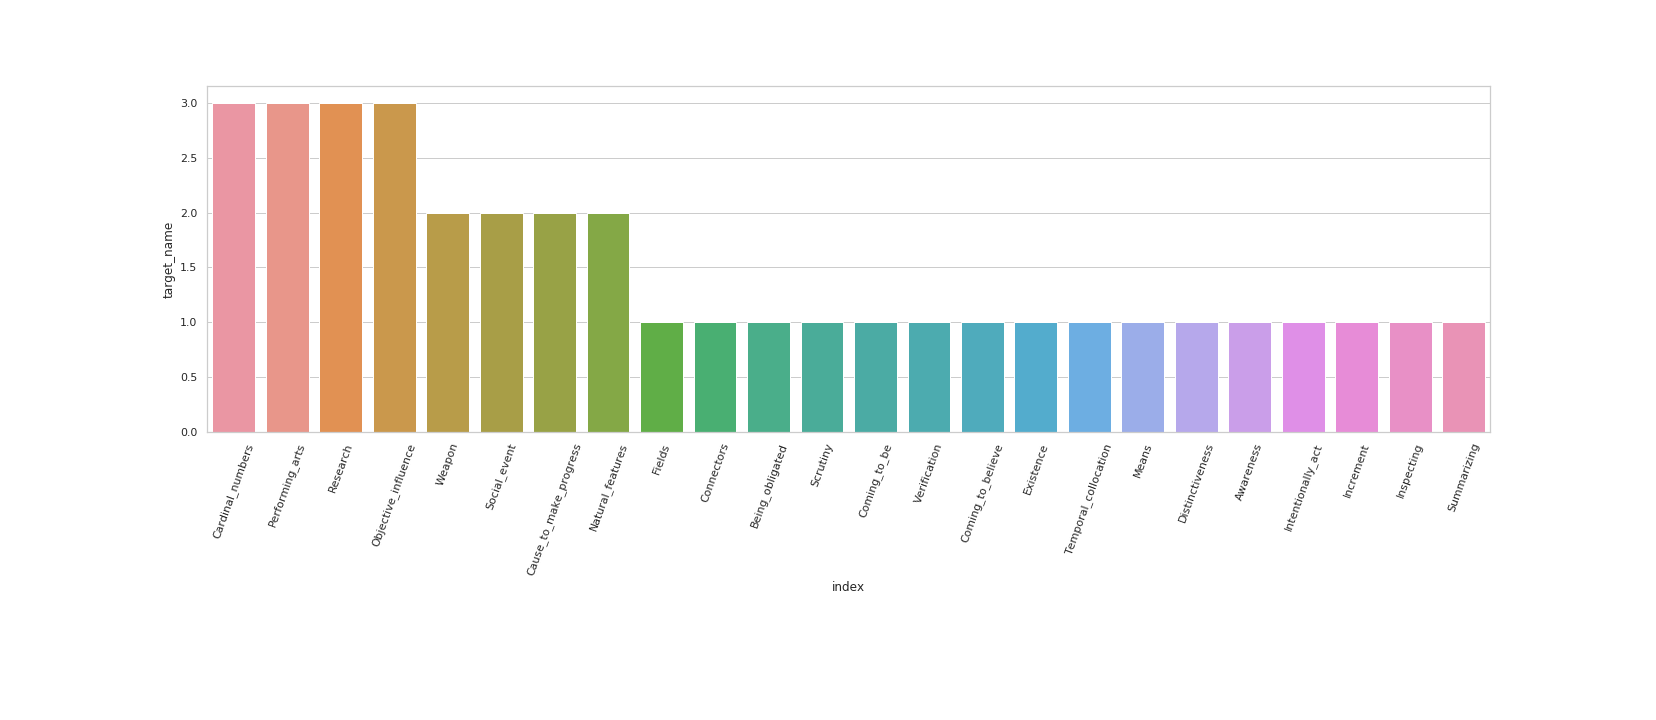 3.0
2.5
2.0
1.5
1.0
0.5
0.0
target_name
Cardinal_numbers
Performing_arts
Research
Objective_influence
Weapon
Social_event
Cause_to_make_progress
Natural_features
Fields
Connectors
Being_obligated
Scrutiny
Coming_to_be
Verification
Coming_to_believe
Existence
Temporal_collocation
Means
Distinctiveness
Awareness
Intentionally_act
Increment
Inspecting
Summarizing
index